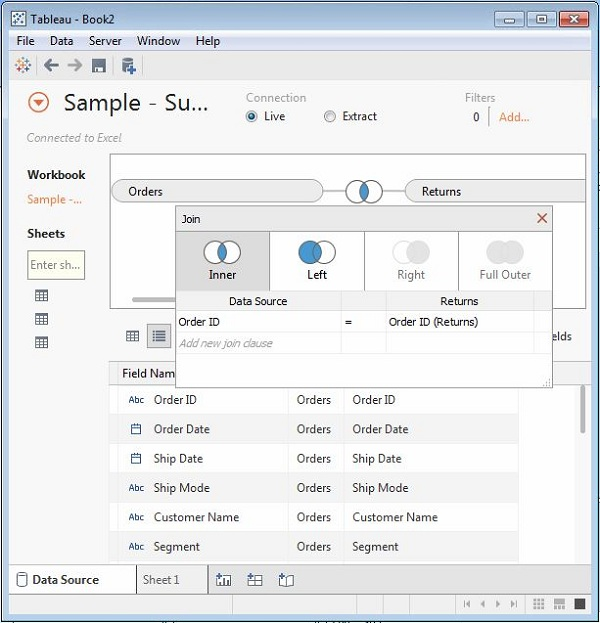 Tableau - Book2
File Data Server Window Help
Sample - Su...
Connection
Live Extract
Filters
0 Add...
Connected to Excel
Workbook
Sample -...
Sheets
Enter sh...
Orders Returns
Join
Inner Left Right Full Outer
Data Source Returns
Order ID = Order ID (Returns)
Add new join clause
elds
Field Nam
Abc Order ID Orders Order ID
Order Date Orders Order Date
Ship Date Orders Ship Date
Abc Ship Mode Orders Ship Mode
Abc Customer Name Orders Customer Name
Abc Segment Orders Segment
Data Source Sheet 1